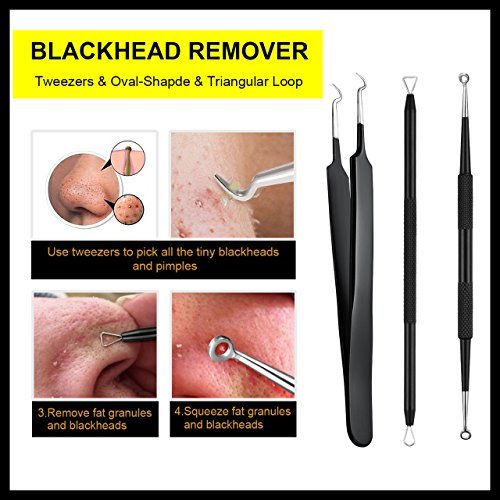 BLACKHEAD REMOVER
Tweezers & Oval-Shapde & Triangular Loop
Use tweezers to pick all the tiny blackheads
and pimples
3.Remove fat granules
and blackheads
4.Squeeze fat granules
and blackheads